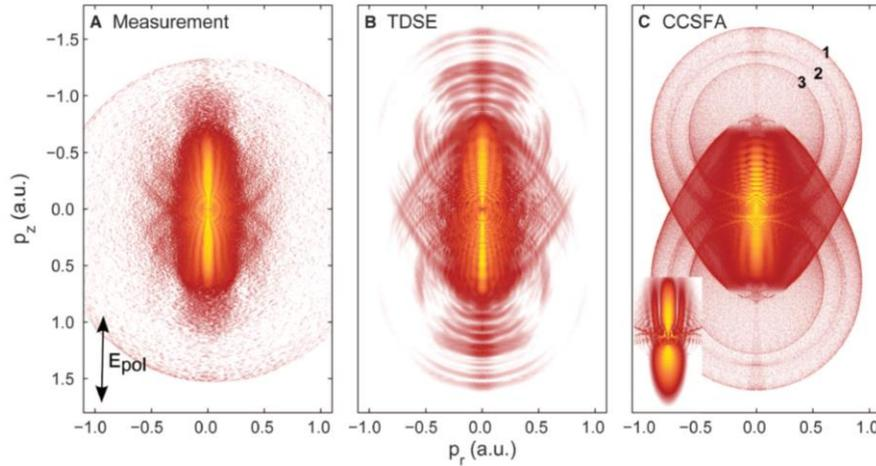 A Measurement
B TDSE
C CCSFA
−1.5
−1.0
−0.5
0.0
0.5
1.0
1.5
p_z (a.u.)
E_pol
1
2
3
−1.0 −0.5 0.0 0.5 1.0
−1.0 −0.5 0.0 0.5 1.0
−1.0 −0.5 0.0 0.5 1.0
p_r (a.u.)